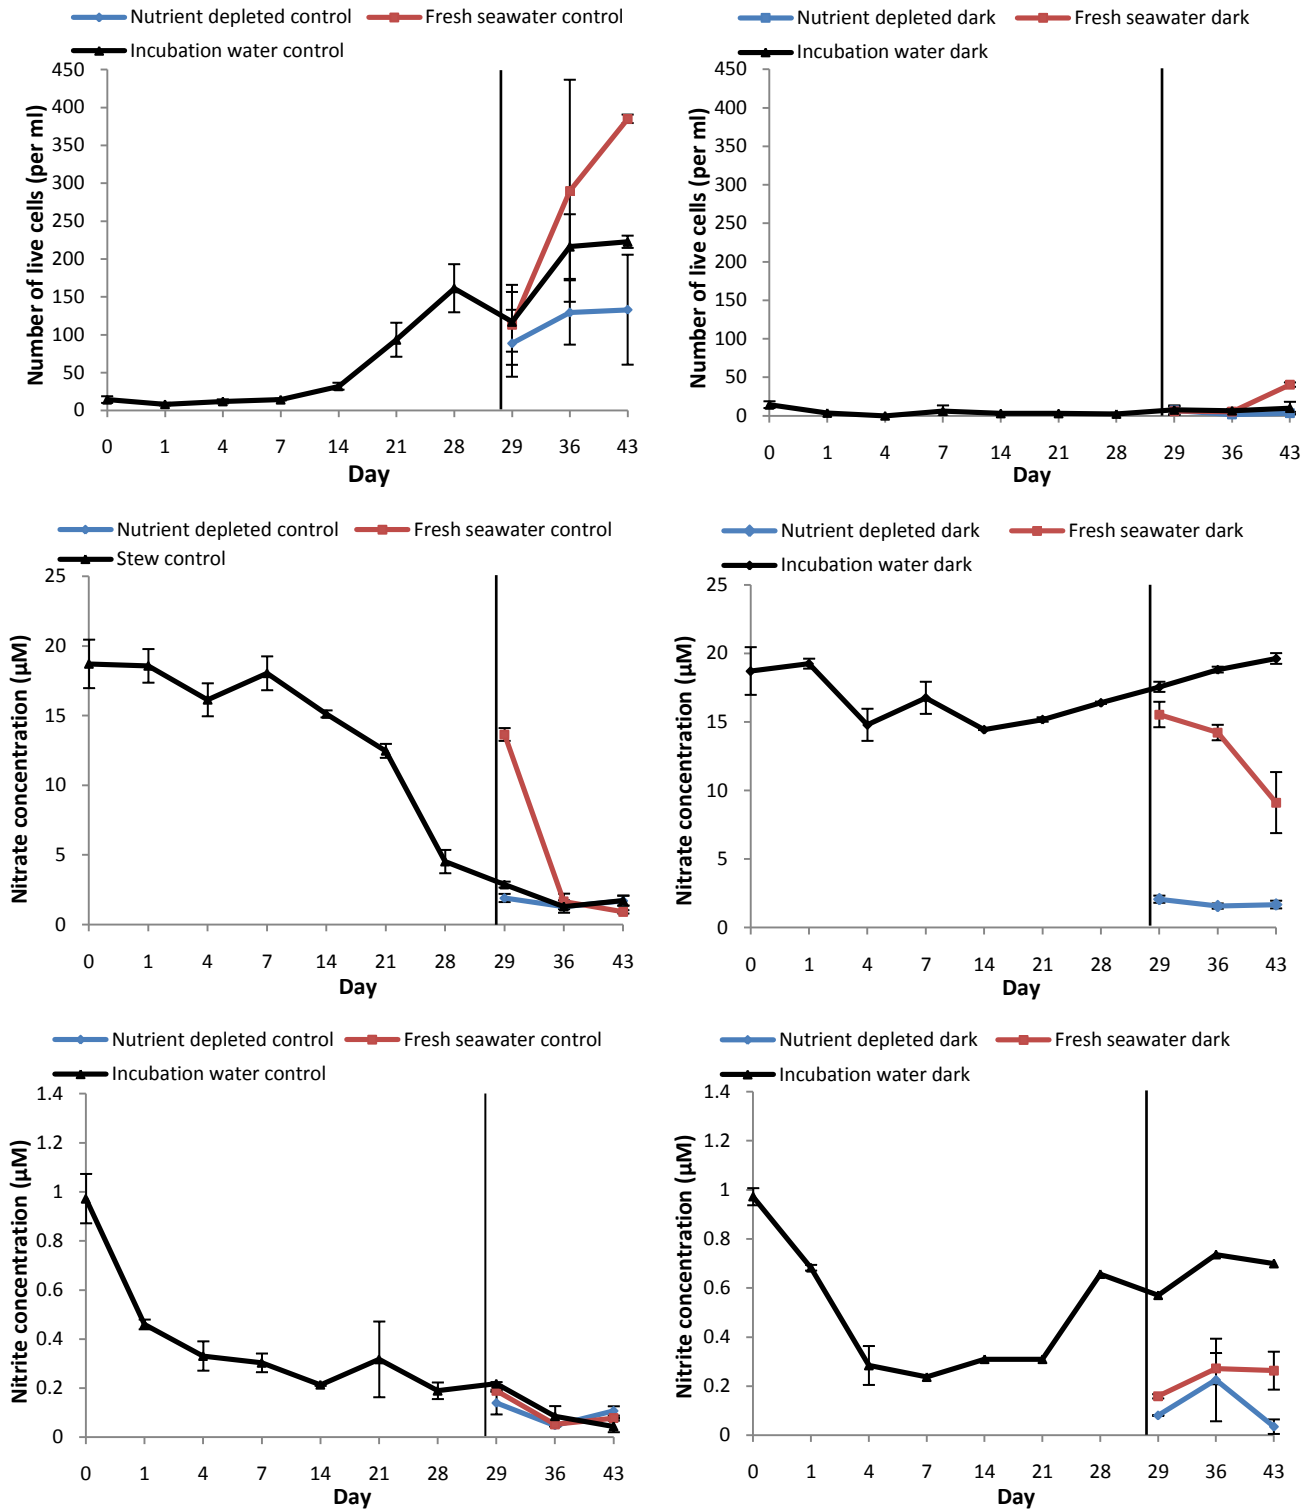 Nutrient depleted control Fresh seawater control
Incubation water control
450
400
350
300
250
200
150
100
50
0
Number of live cells (per ml)
0 1 4 7 14 21 28 29 36 43
Day
Nutrient depleted dark Fresh seawater dark
Incubation water dark
450
400
350
300
250
200
150
100
50
0
Number of live cells (per ml)
0 1 4 7 14 21 28 29 36 43
Day
Nutrient depleted control Fresh seawater control
Stew control
25
20
15
10
5
0
Nitrate concentration (µM)
0 1 4 7 14 21 28 29 36 43
Day
Nutrient depleted dark Fresh seawater dark
Incubation water dark
25
20
15
10
5
0
Nitrate concentration (µM)
0 1 4 7 14 21 28 29 36 43
Day
Nutrient depleted control Fresh seawater control
Incubation water control
1.4
1.2
1
0.8
0.6
0.4
0.2
0
Nitrite concentration (µM)
0 1 4 7 14 21 28 29 36 43
Day
Nutrient depleted dark Fresh seawater dark
Incubation water dark
1.4
1.2
1
0.8
0.6
0.4
0.2
0
Nitrite concentration (µM)
0 1 4 7 14 21 28 29 36 43
Day